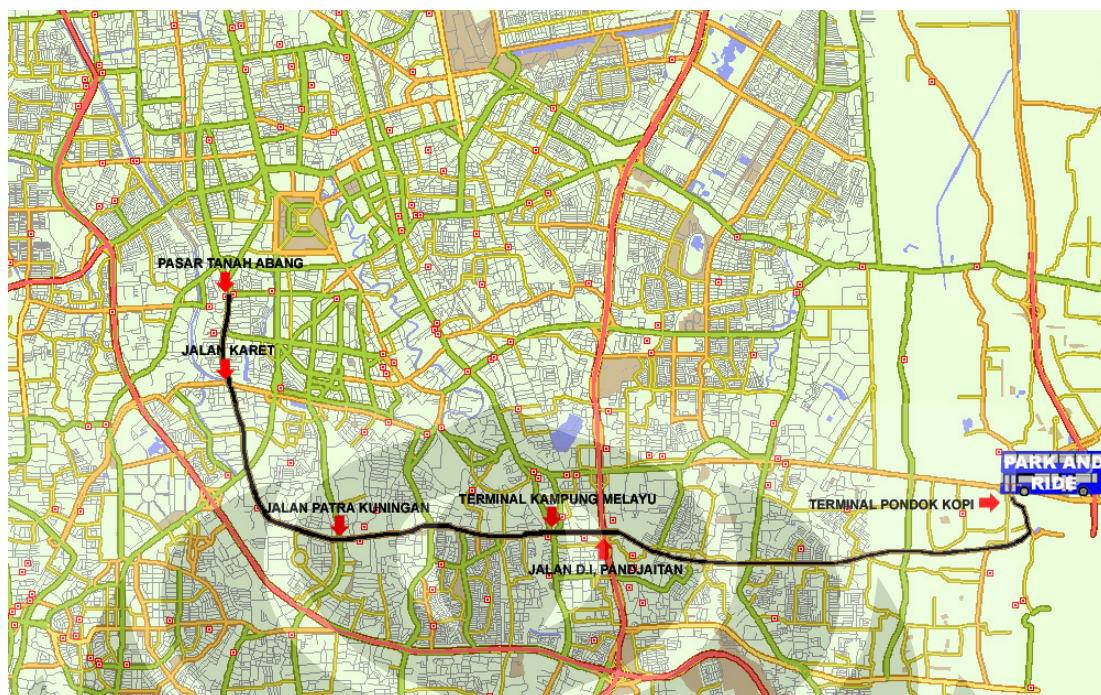 PASAR TANAH ABANG
JALAN KARET
PARK AND
RIDE
JALAN PATRA KUNINGAN
TERMINAL KAMPUNG MELAYU
TERMINAL PONDOK KOPI
JALAN D.I. PANDJAITAN